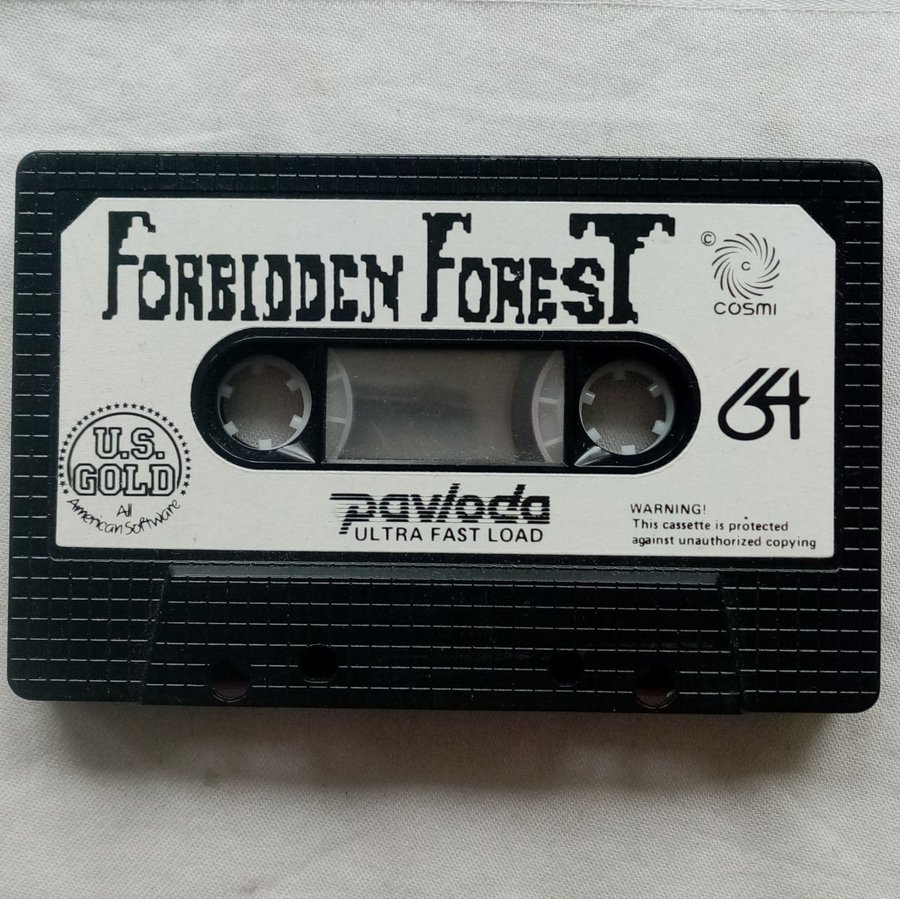 FORBIDDEN FOREST
©
C
COSMI
64
U.S.
GOLD
All
American Software
pavloda
ULTRA FAST LOAD
WARNING!
This cassette is protected
against unauthorized copying